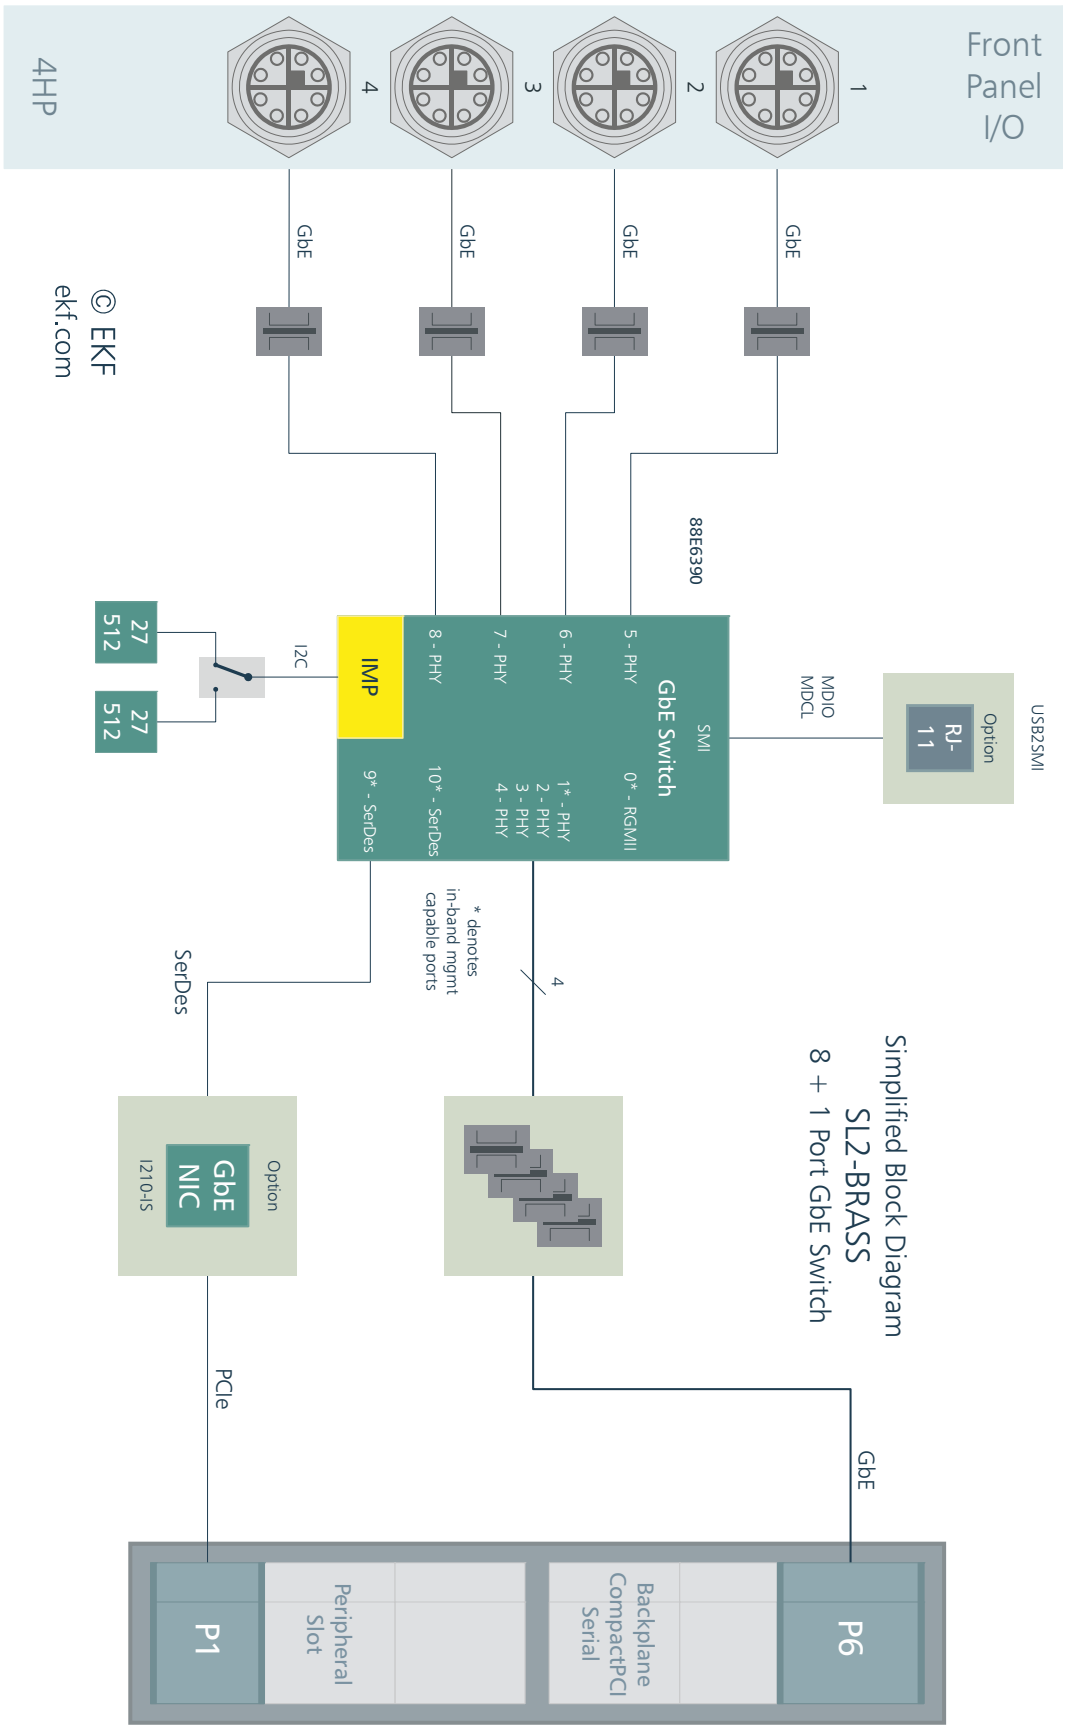 Front
Panel
I/O
1
2
3
4
4HP
GbE
GbE
GbE
GbE
© EKF
ekf.com
88E6390
USB2SMI
Option
RJ-
11
MDIO
MDCL
SMI
GbE Switch
5 - PHY
6 - PHY
7 - PHY
8 - PHY
IMP
0* - RGMII
1* - PHY
2 - PHY
3 - PHY
4 - PHY
10* - SerDes
9* - SerDes
I2C
27
512
27
512
* denotes
in-band mgmt
capable ports
4
SerDes
Simplified Block Diagram
SL2-BRASS
8 + 1 Port GbE Switch
Option
GbE
NIC
I210-IS
PCIe
GbE
P6
Backplane
CompactPCI
Serial
Peripheral
Slot
P1